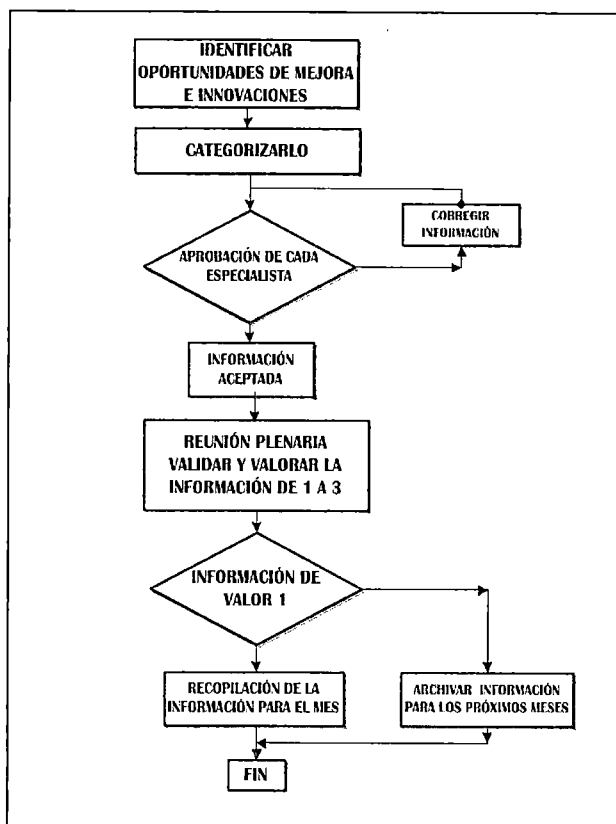 IDENTIFICAR
OPORTUNIDADES DE MEJORA
E INNOVACIONES
CATEGORIZARLO
CORREGIR
INFORMACIÓN
APROBACIÓN DE CADA
ESPECIALISTA
INFORMACIÓN
ACEPTADA
REUNIÓN PLENARIA
VALIDAR Y VALORAR LA
INFORMACIÓN DE 1 A 3
INFORMACIÓN DE
VALOR 1
RECOPILACIÓN DE LA
INFORMACIÓN PARA EL MES
ARCHIVAR INFORMACIÓN
PARA LOS PRÓXIMOS MESES
FIN